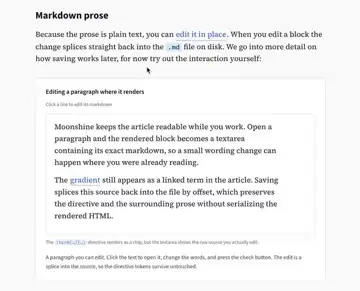 Markdown prose
Because the prose is plain text, you can edit it in place. When you edit a block the
change splices straight back into the .md file on disk. We go into more detail on
how saving works later, for now try out the interaction yourself:
Editing a paragraph where it renders
Click a line to edit its markdown
Moonshine keeps the article readable while you work. Open a
paragraph and the rendered block becomes a textarea
containing its exact markdown, so a small wording change can
happen where you were already reading.
The gradient still appears as a linked term in the article. Saving
splices this source back into the file by offset, which preserves
the directive and the surrounding prose without serializing the
rendered HTML.
The directive renders as a chip, but the textarea shows the raw source you actually edit.
A paragraph you can edit. Click the text to open it, change the words, and press the check button. The edit is a
splice into the source, so the directive tokens survive untouched.